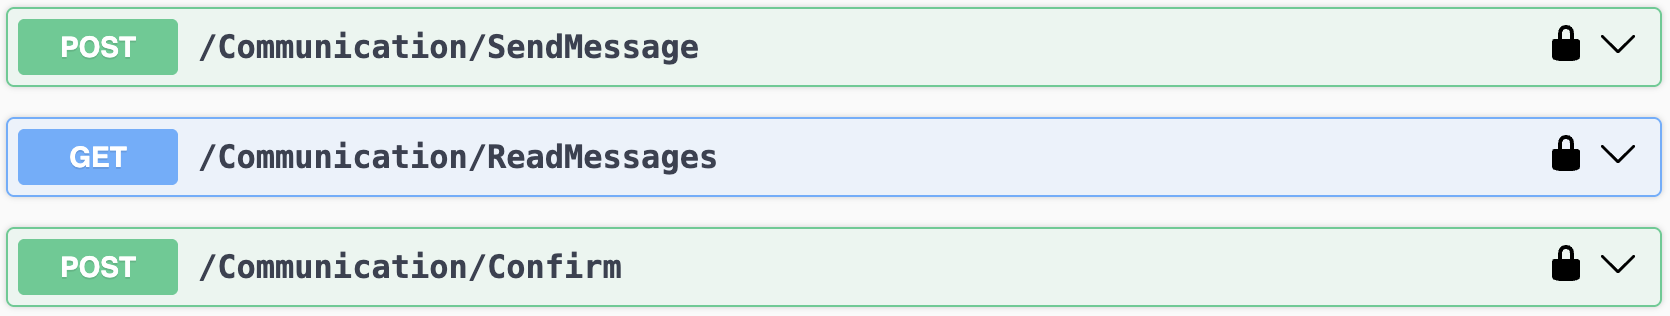 POST /Communication/SendMessage
GET /Communication/ReadMessages
POST /Communication/Confirm